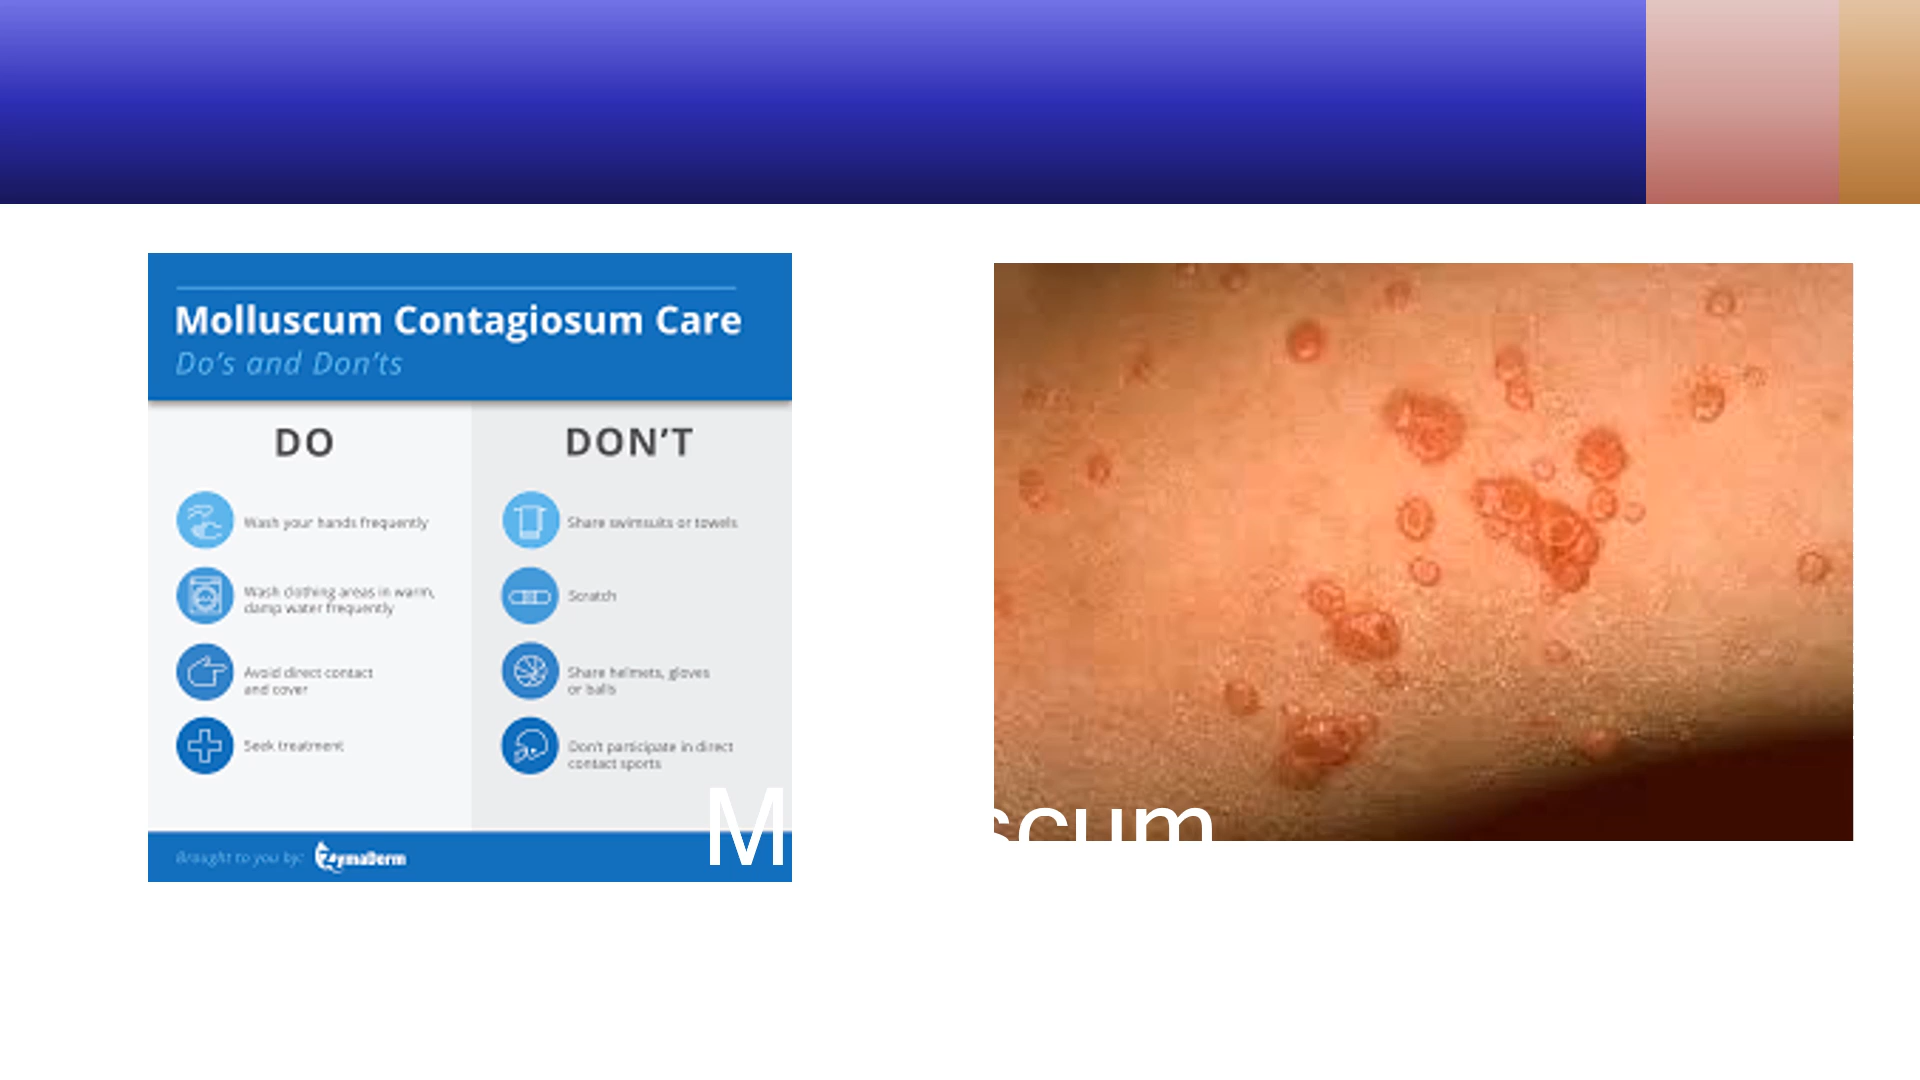 Molluscum Contagiosum Care
Do's and Don'ts
DO
DON'T
Wash your hands frequently
Wash clothing areas in warm,
damp water frequently
Avoid direct contact
and cover
Seek treatment
Share swimsuits or towels
Scratch
Share helmets, gloves
or balls
Don't participate in direct
contact sports
Brought to you by: ZymaDerm
M scum